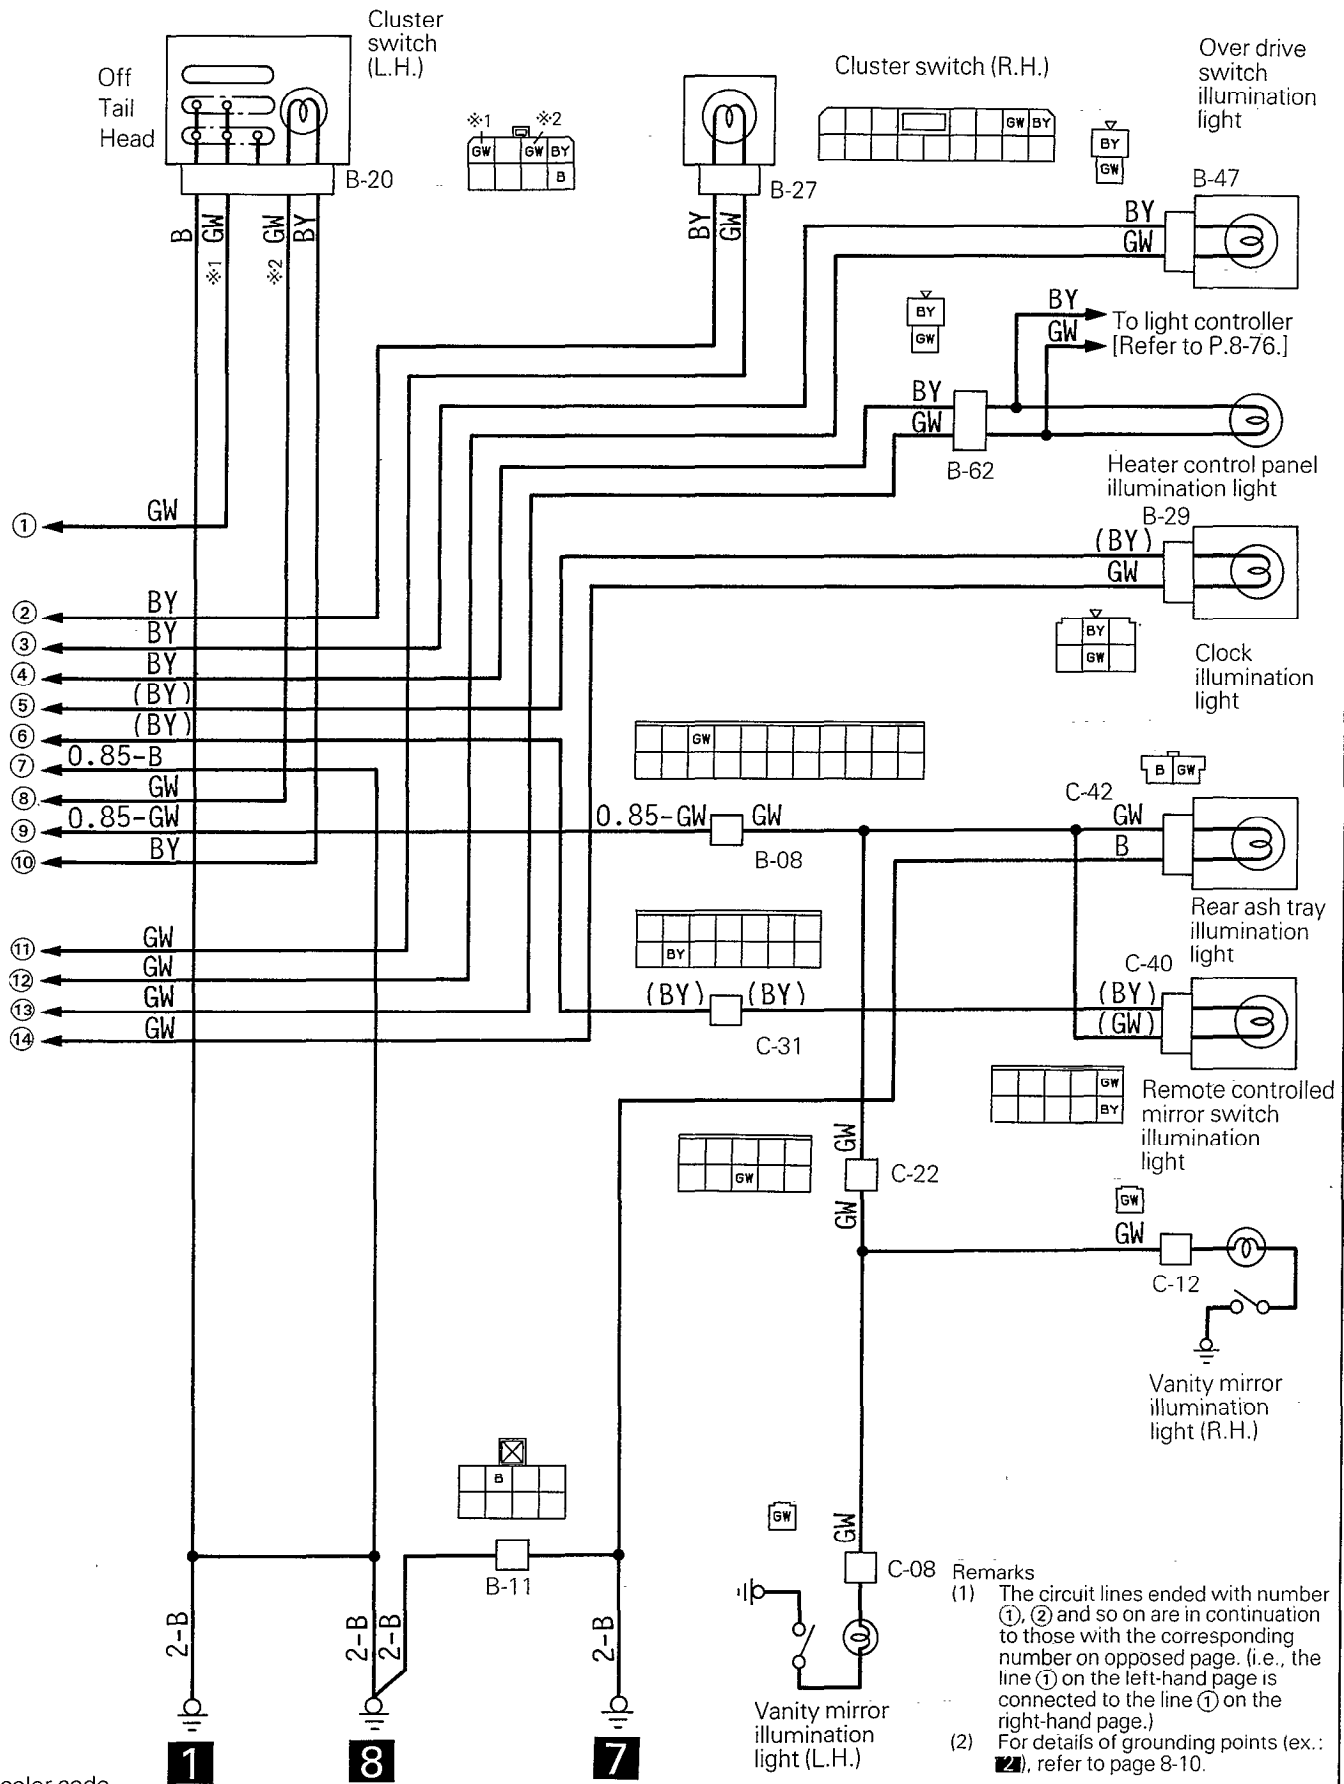 Cluster
switch
(L.H.)
Off
Tail
Head
※1
※2
GW GW BY
B
B-20
B
GW
※1
GW
※2
BY
Cluster switch (R.H.)
GW BY
B-27
BY
GW
Over drive
switch
illumination
light
BY
GW
B-47
BY
GW
BY
GW
BY
GW
To light controller
[Refer to P.8-76.]
BY
GW
B-62
Heater control panel
illumination light
B-29
(BY)
GW
BY
GW
Clock
illumination
light
① GW
② BY
③ BY
④ BY
⑤ (BY)
⑥ (BY)
⑦ 0.85-B
⑧ GW
⑨ 0.85-GW
⑩ BY
⑪ GW
⑫ GW
⑬ GW
⑭ GW
GW
0.85-GW GW
B-08
B GW
C-42
GW
B
Rear ash tray
illumination
light
BY
(BY) (BY)
C-31
C-40
(BY)
(GW)
GW
BY
Remote controlled
mirror switch
illumination
light
GW
GW
C-22
GW
GW
GW
C-12
Vanity mirror
illumination
light (R.H.)
B
B-11
GW
GW
C-08
Vanity mirror
illumination
light (L.H.)
2-B
2-B
2-B
2-B
1
8
7
Remarks
(1) The circuit lines ended with number
①, ② and so on are in continuation
to those with the corresponding
number on opposed page. (i.e., the
line ① on the left-hand page is
connected to the line ① on the
right-hand page.)
(2) For details of grounding points (ex.:
2), refer to page 8-10.
color code